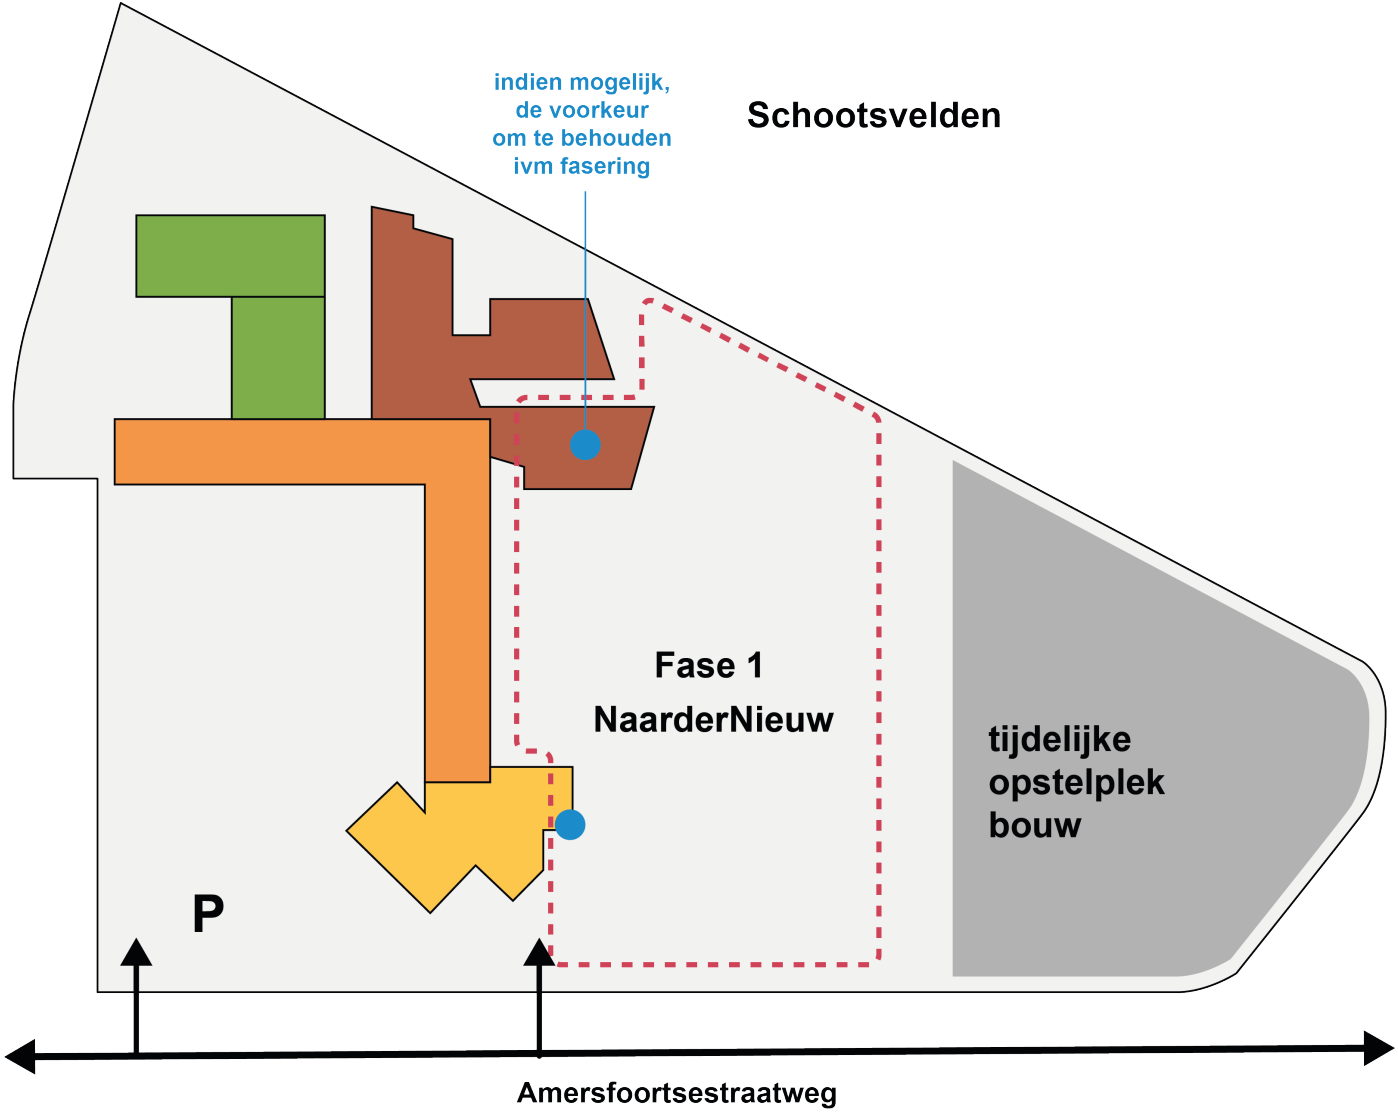 indien mogelijk,
de voorkeur
om te behouden
ivm fasering
Schootsvelden
Fase 1
NaarderNieuw
tijdelijke
opstelplek
bouw
P
Amersfoortsestraatweg